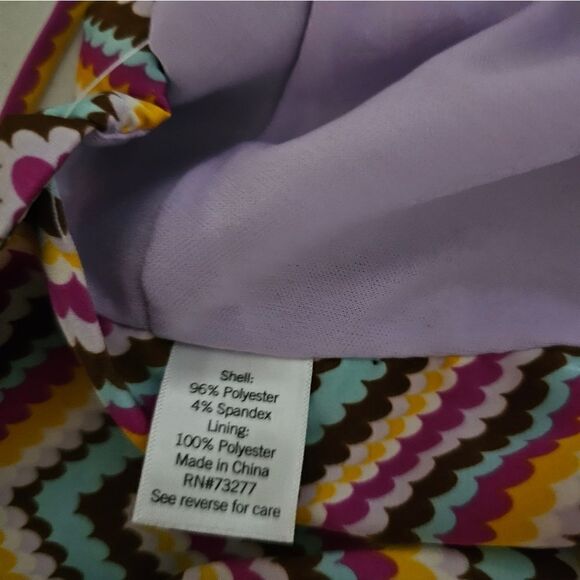 Shell:
96% Polyester
4% Spandex
Lining:
100% Polyester
Made in China
RN#73277
See reverse for care